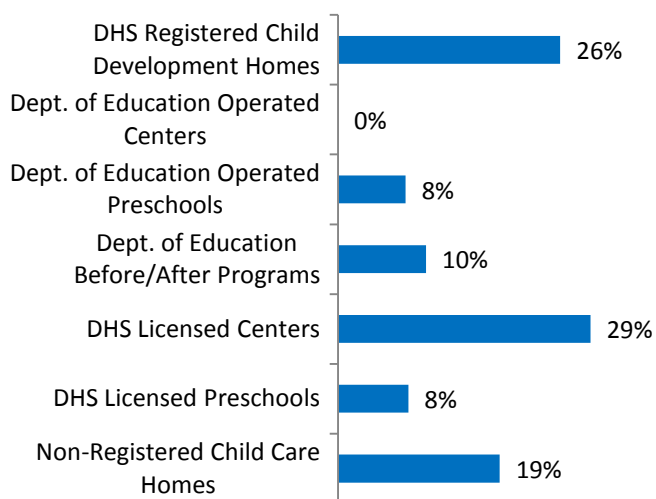 DHS Registered Child
Development Homes
26%
Dept. of Education Operated
Centers
0%
Dept. of Education Operated
Preschools
8%
Dept. of Education
Before/After Programs
10%
DHS Licensed Centers
29%
DHS Licensed Preschools
8%
Non-Registered Child Care
Homes
19%